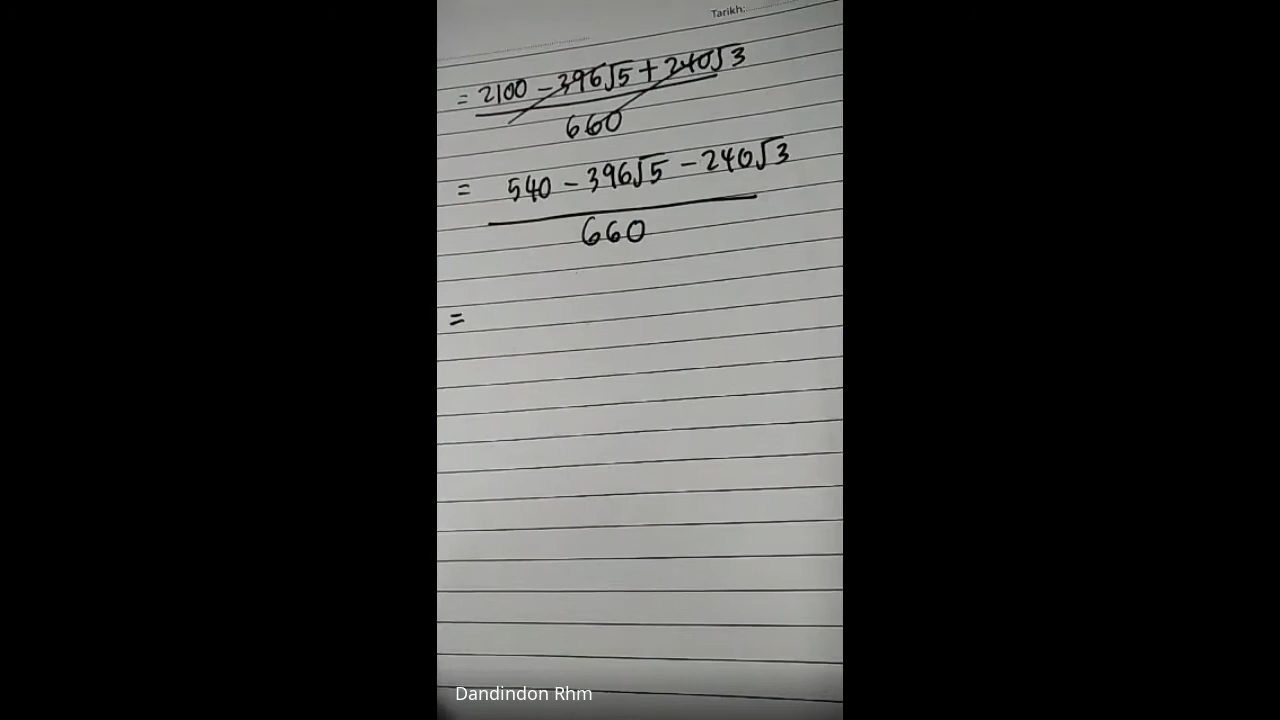 Tarikh:
= 2100 - 396√5 + 240√3
660
= 540 - 396√5 - 240√3
660
=
Dandindon Rhm